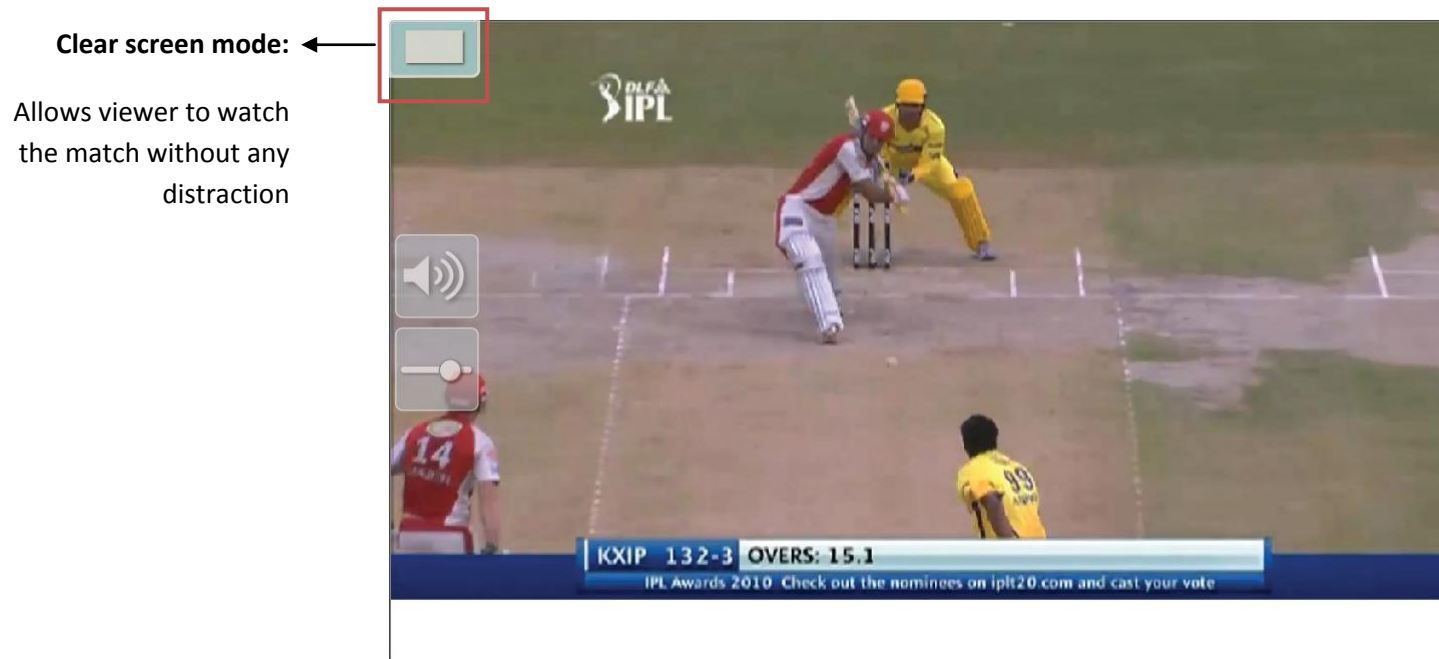 Clear screen mode:
Allows viewer to watch
the match without any
distraction
DLF
IPL
14
99
KXIP 132-3 OVERS: 15.1
IPL Awards 2010 Check out the nominees on iplt20.com and cast your vote